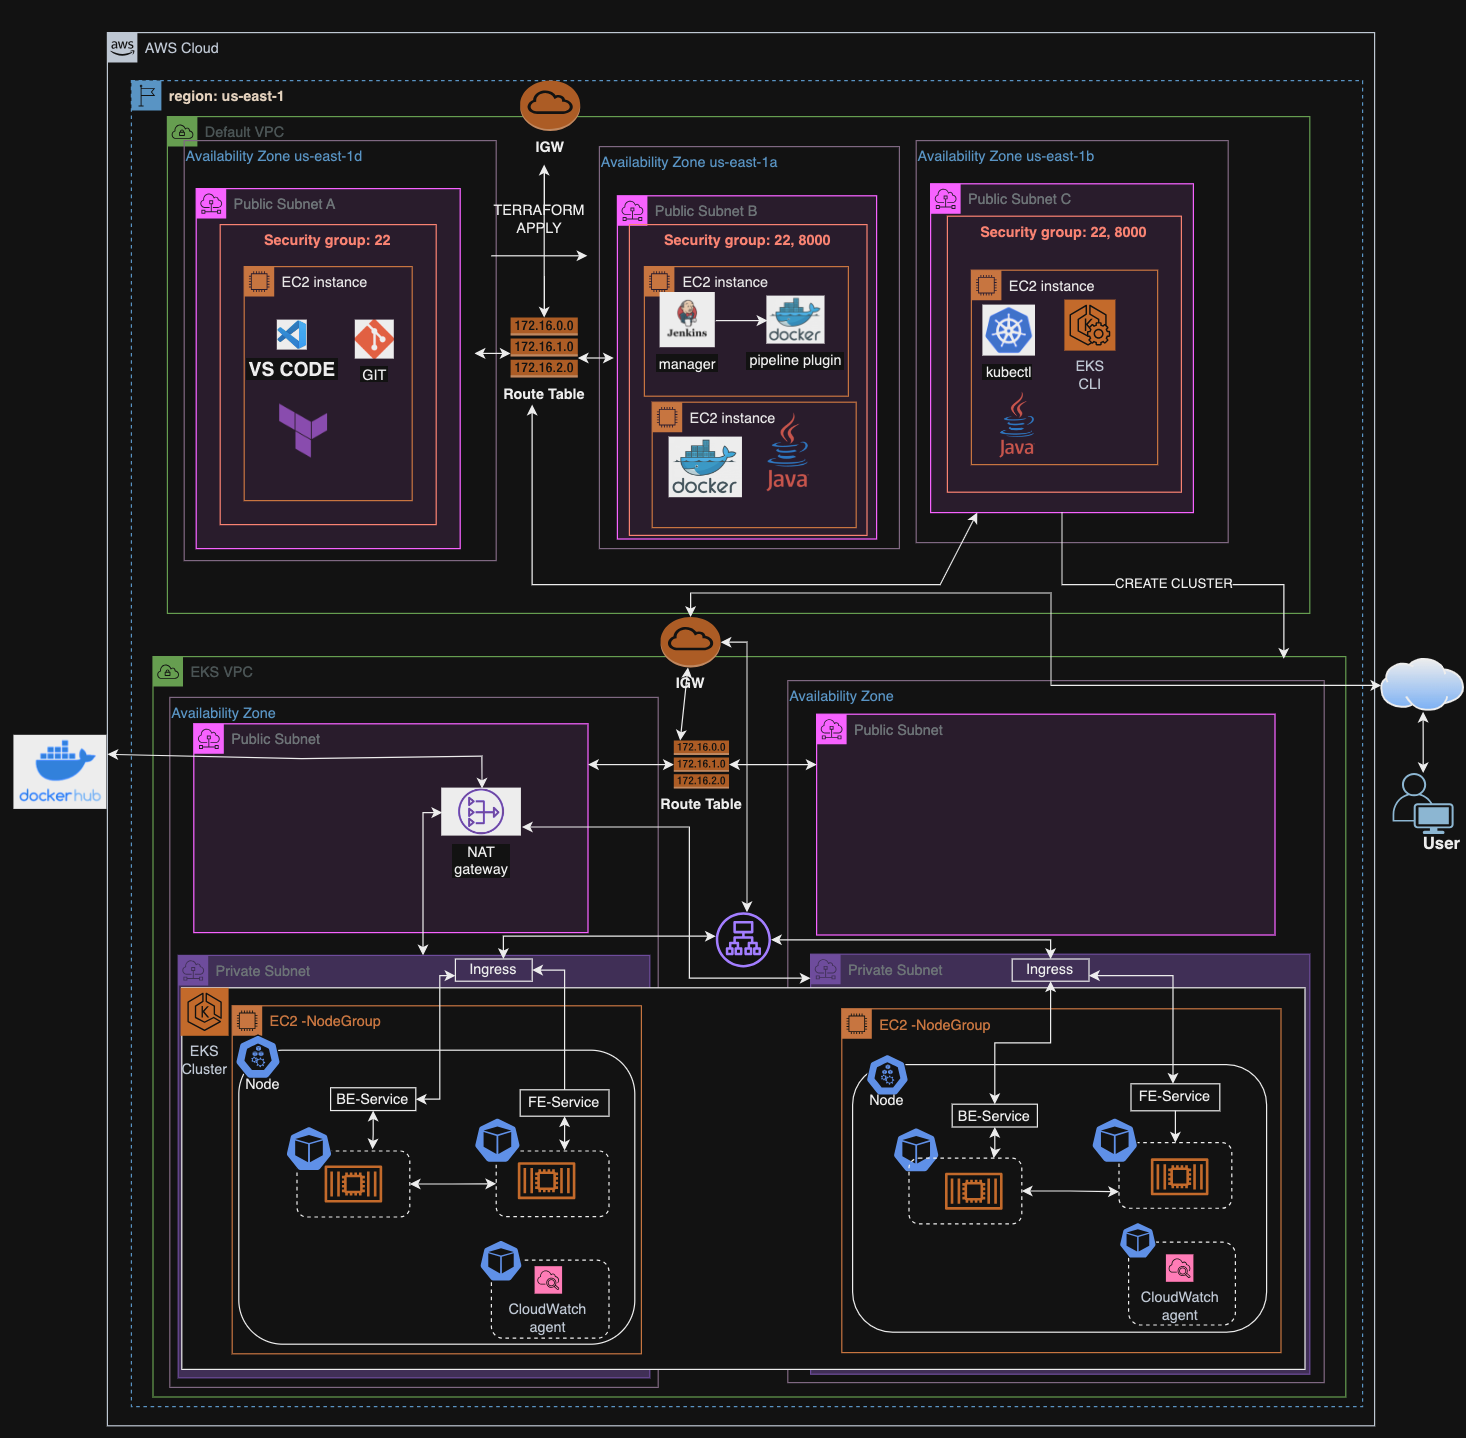 aws
AWS Cloud
region: us-east-1
IGW
Default VPC
Availability Zone us-east-1d
Public Subnet A
Security group: 22
EC2 instance
VS CODE
GIT
TERRAFORM
APPLY
172.16.0.0
172.16.1.0
172.16.2.0
Route Table
Availability Zone us-east-1a
Public Subnet B
Security group: 22, 8000
EC2 instance
Jenkins
manager
docker
pipeline plugin
EC2 instance
docker
Java
Availability Zone us-east-1b
Public Subnet C
Security group: 22, 8000
EC2 instance
kubectl
EKS
CLI
Java
CREATE CLUSTER
IGW
EKS VPC
Availability Zone
Public Subnet
NAT
gateway
172.16.0.0
172.16.1.0
172.16.2.0
Route Table
Availability Zone
Public Subnet
dockerhub
User
Private Subnet
Ingress
Private Subnet
Ingress
EKS
Cluster
EC2 -NodeGroup
Node
BE-Service
FE-Service
CloudWatch
agent
EC2 -NodeGroup
Node
BE-Service
FE-Service
CloudWatch
agent